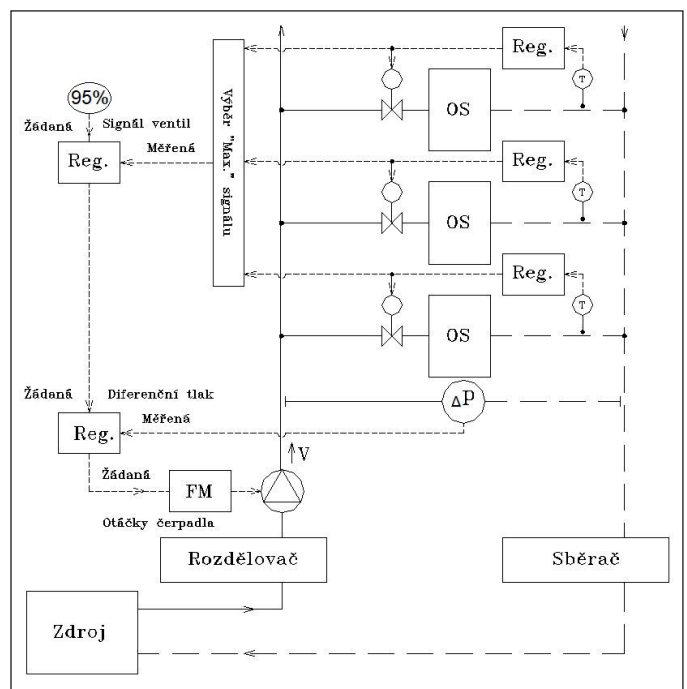 Reg.
T
OS
95%
Žádaná
Signál ventil
Reg.
Měřená
Výběr "Max." signálu
Reg.
T
OS
Reg.
T
OS
Žádaná
Diferenční tlak
ΔP
Reg.
Měřená
V
Žádaná
FM
Otáčky čerpadla
Rozdělovač
Sběrač
Zdroj